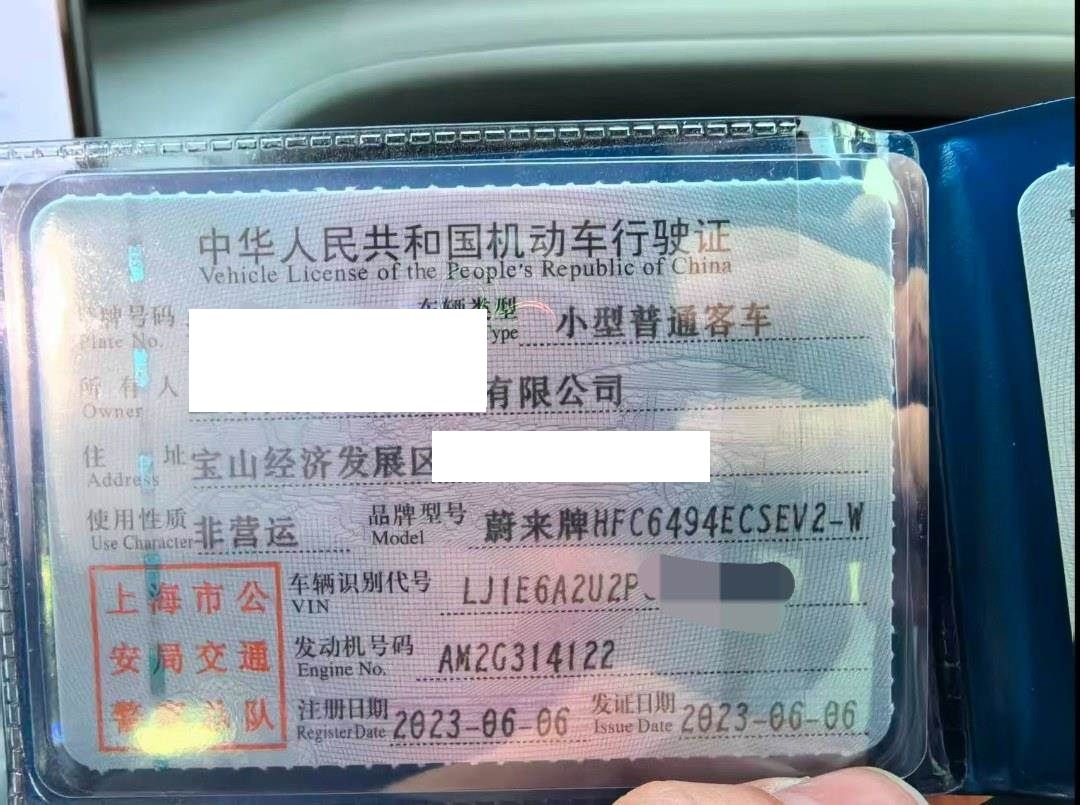 中华人民共和国机动车行驶证
Vehicle License of the People's Republic of China
号牌号码 车辆类型 小型普通客车
Plate No. Type
所有人 有限公司
Owner
住址 宝山经济发展区
Address
使用性质 非营运 品牌型号 蔚来牌HFC6494ECSEV2-W
Use Character Model
上海市公
安局交通
警察总队
车辆识别代号 LJ1E6A2U2P
VIN
发动机号码 AM2G314122
Engine No.
注册日期 2023-06-06 发证日期 2023-06-06
Register Date Issue Date